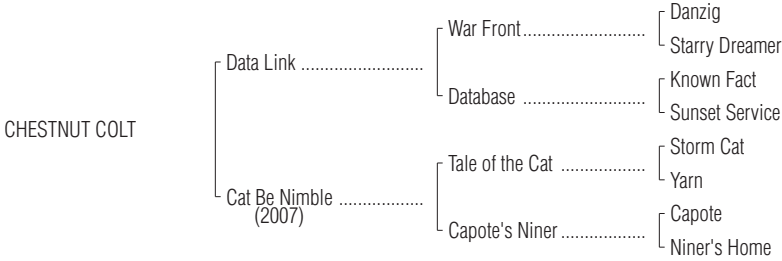 Danzig
War Front..........................
Starry Dreamer
Data Link ..........................
Known Fact
Database ..........................
Sunset Service
CHESTNUT COLT
Storm Cat
Tale of the Cat ..................
Yarn
Cat Be Nimble ..................
(2007)
Capote
Capote's Niner..................
Niner's Home